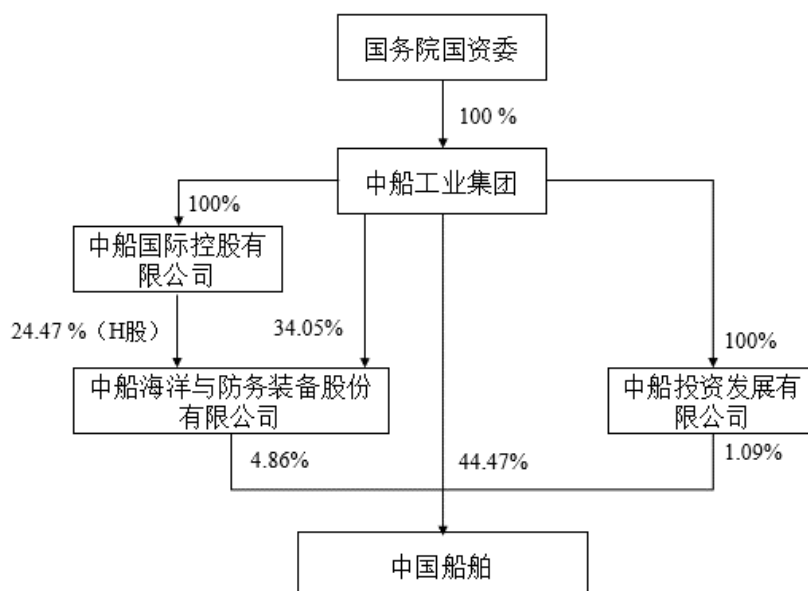 国务院国资委
100 %
中船工业集团
100%
中船国际控股有
限公司
24.47 %（H股）
34.05%
100%
中船海洋与防务装备股份
有限公司
中船投资发展有
限公司
4.86%
44.47%
1.09%
中国船舶